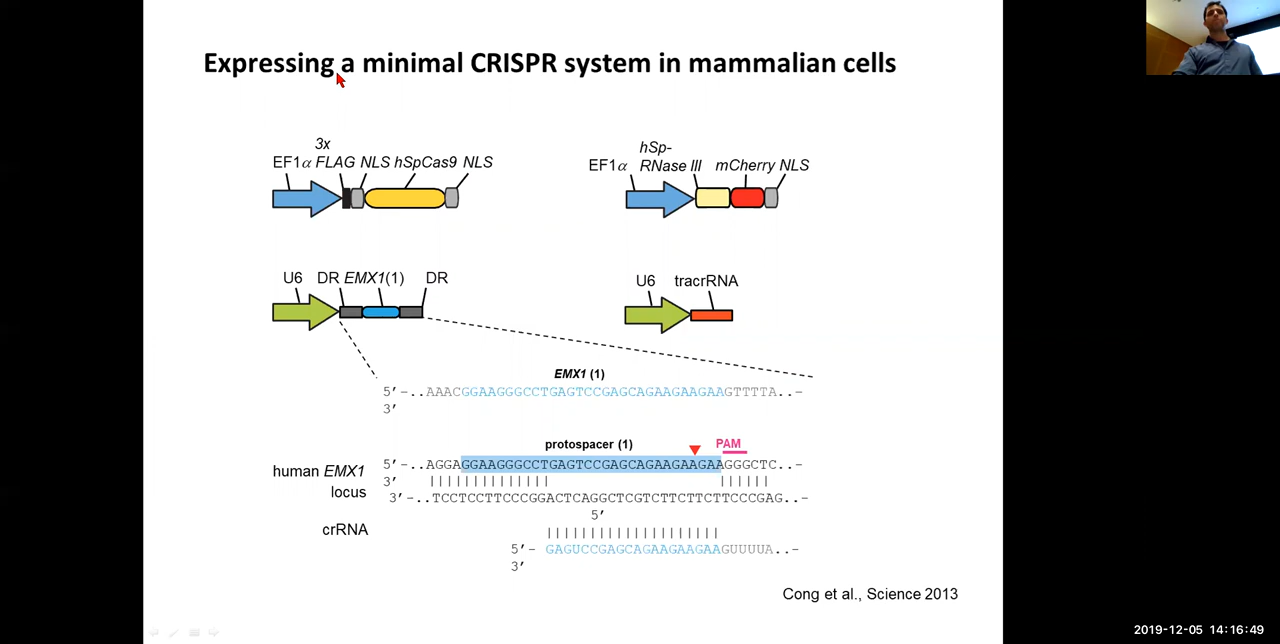 Expressing a minimal CRISPR system in mammalian cells
3x
EF1α FLAG NLS hSpCas9 NLS
hSp-
EF1α RNase III mCherry NLS
U6 DR EMX1(1) DR
U6 tracrRNA
EMX1 (1)
5’ -..AAACGGAAGGGCCTGAGTCCGAGCAGAAGAAGAAGTTTTA..-
3’
protospacer (1) PAM
human EMX1 5’ -..AGGAGGAAGGGCCTGAGTCCGAGCAGAAGAAGAAGGGCTC..-
3’
locus 3’ -..TCCTCCTTCCCGGACTCAGGCTCGTCTTCTTCTTCCCGAG..-
5’
crRNA
5’ - GAGUCCGAGCAGAAGAAGAAGUUUUA..-
3’
Cong et al., Science 2013
2019-12-05 14:16:49